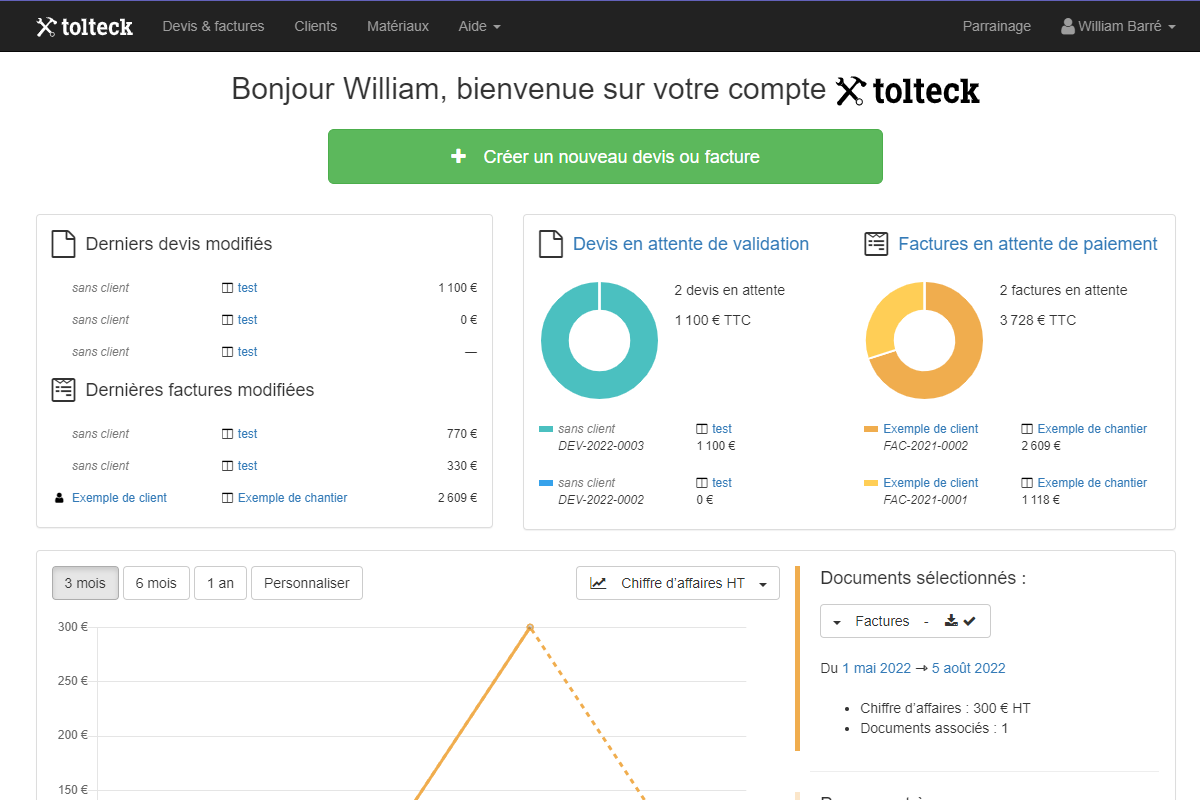 tolteck Devis & factures Clients Matériaux Aide Parrainage William Barré
Bonjour William, bienvenue sur votre compte tolteck
+ Créer un nouveau devis ou facture
Derniers devis modifiés
sans client test 1 100 €
sans client test 0 €
sans client test —
Dernières factures modifiées
sans client test 770 €
sans client test 330 €
Exemple de client Exemple de chantier 2 609 €
Devis en attente de validation
2 devis en attente
1 100 € TTC
sans client test
DEV-2022-0003 1 100 €
sans client test
DEV-2022-0002 0 €
Factures en attente de paiement
2 factures en attente
3 728 € TTC
Exemple de client Exemple de chantier
FAC-2021-0002 2 609 €
Exemple de client Exemple de chantier
FAC-2021-0001 1 118 €
3 mois 6 mois 1 an Personnaliser Chiffre d’affaires HT
300 €
250 €
200 €
150 €
Documents sélectionnés :
Factures -
Du 1 mai 2022 → 5 août 2022
• Chiffre d’affaires : 300 € HT
• Documents associés : 1